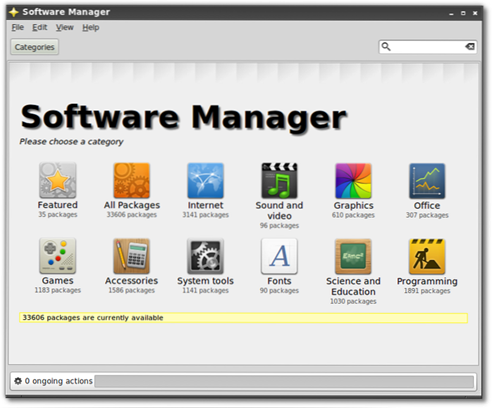 Software Manager
File Edit View Help
Categories
Software Manager
Please choose a category
Featured
35 packages
All Packages
33606 packages
Internet
3141 packages
Sound and
video
96 packages
Graphics
610 packages
Office
307 packages
Games
1183 packages
Accessories
1586 packages
System tools
1141 packages
Fonts
90 packages
Science and
Education
1030 packages
Programming
1891 packages
33606 packages are currently available
0 ongoing actions